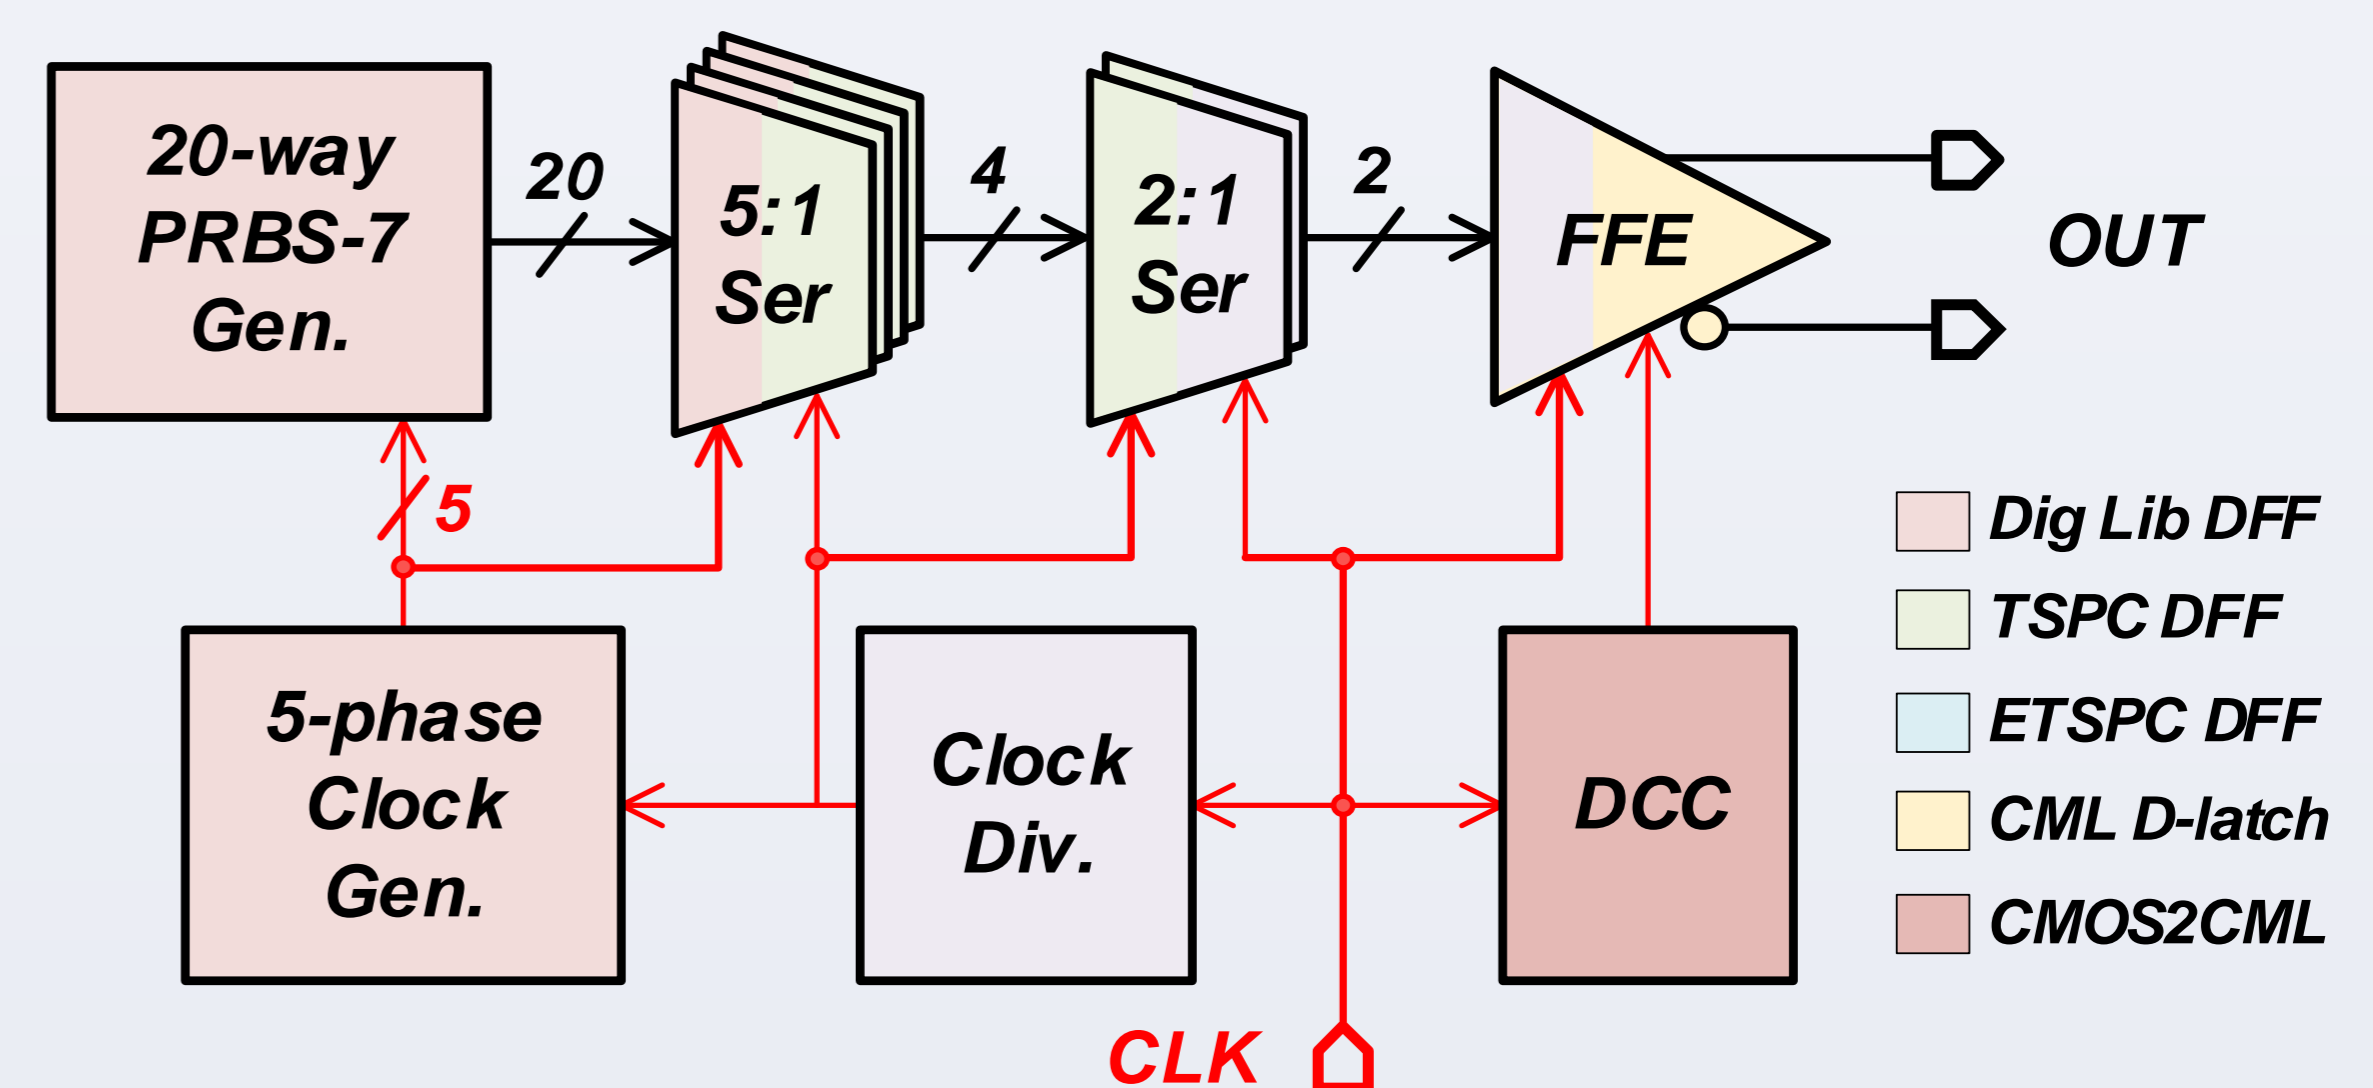 20-way
PRBS-7
Gen.
20
5:1
Ser
4
2:1
Ser
2
FFE
OUT
5
5-phase
Clock
Gen.
Clock
Div.
DCC
CLK
Dig Lib DFF
TSPC DFF
ETSPC DFF
CML D-latch
CMOS2CML